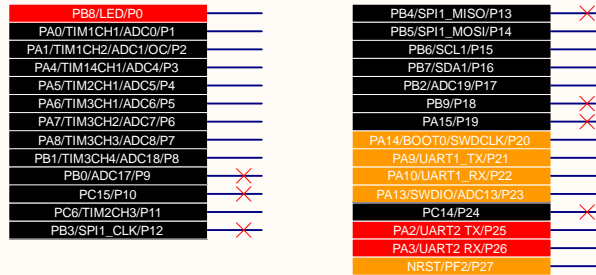 PB8/LED/P0
PA0/TIM1CH1/ADC0/P1
PA1/TIM1CH2/ADC1/OC/P2
PA4/TIM14CH1/ADC4/P3
PA5/TIM2CH1/ADC5/P4
PA6/TIM3CH1/ADC6/P5
PA7/TIM3CH2/ADC7/P6
PA8/TIM3CH3/ADC8/P7
PB1/TIM3CH4/ADC18/P8
PB0/ADC17/P9
PC15/P10
PC6/TIM2CH3/P11
PB3/SPI1_CLK/P12
PB4/SPI1_MISO/P13
PB5/SPI1_MOSI/P14
PB6/SCL1/P15
PB7/SDA1/P16
PB2/ADC19/P17
PB9/P18
PA15/P19
PA14/BOOT0/SWDCLK/P20
PA9/UART1_TX/P21
PA10/UART1_RX/P22
PA13/SWDIO/ADC13/P23
PC14/P24
PA2/UART2 TX/P25
PA3/UART2 RX/P26
NRST/PF2/P27